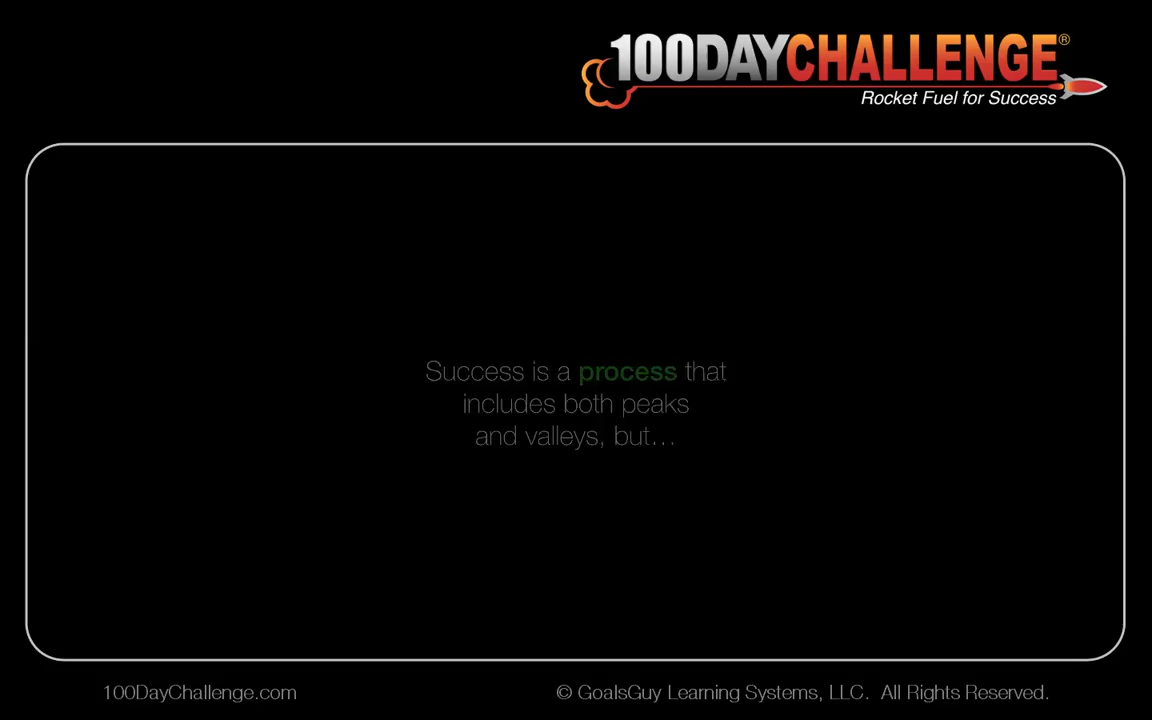 100DAYCHALLENGE®
Rocket Fuel for Success
Success is a process that
includes both peaks
and valleys, but...
100DayChallenge.com
© GoalsGuy Learning Systems, LLC. All Rights Reserved.